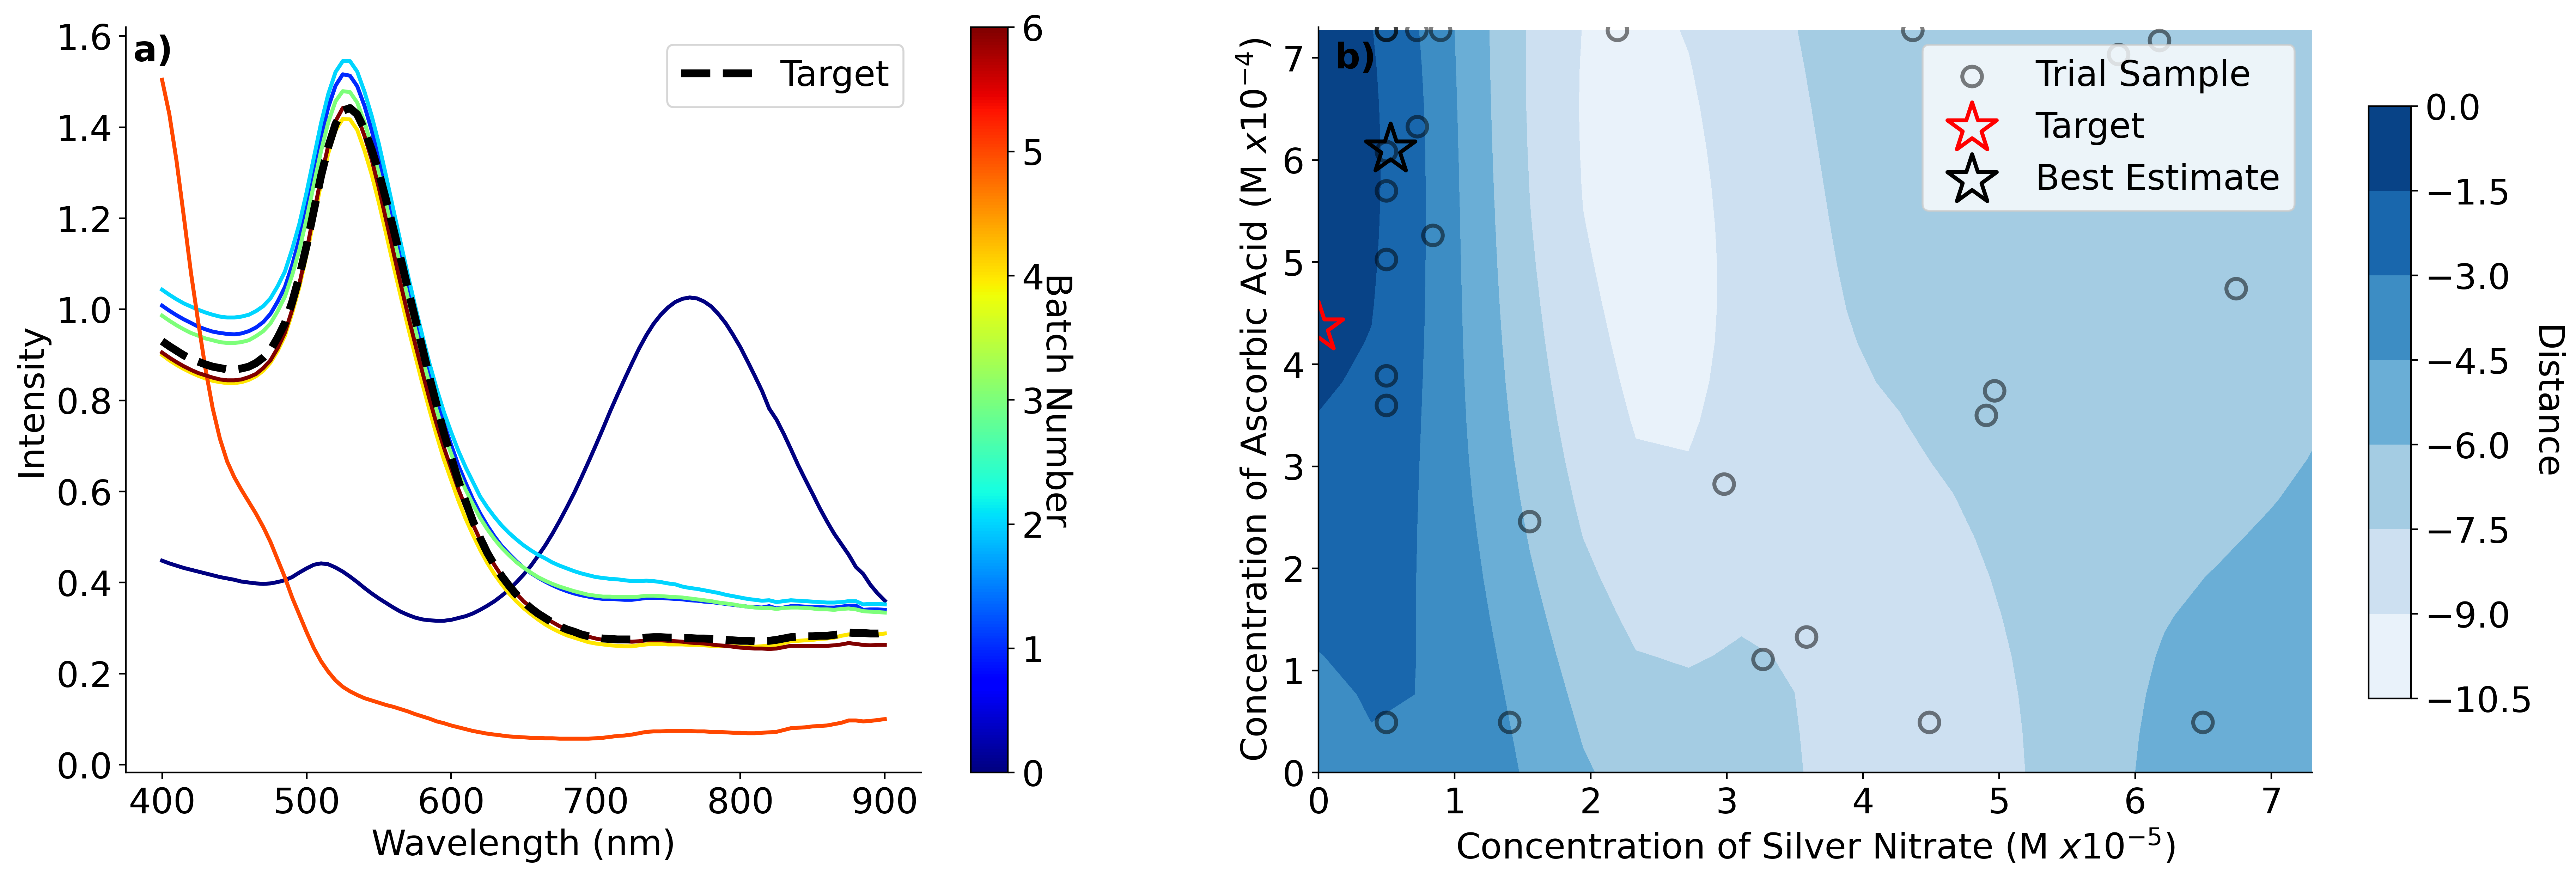 a)
Target
1.6
1.4
1.2
1.0
0.8
0.6
0.4
0.2
0.0
Intensity
400 500 600 700 800 900
Wavelength (nm)
6
5
4
3
2
1
0
Batch Number
b)
Trial Sample
Target
Best Estimate
7
6
5
4
3
2
1
0
Concentration of Ascorbic Acid (M x10⁻⁴)
0 1 2 3 4 5 6 7
Concentration of Silver Nitrate (M x10⁻⁵)
0.0
−1.5
−3.0
−4.5
−6.0
−7.5
−9.0
−10.5
Distance